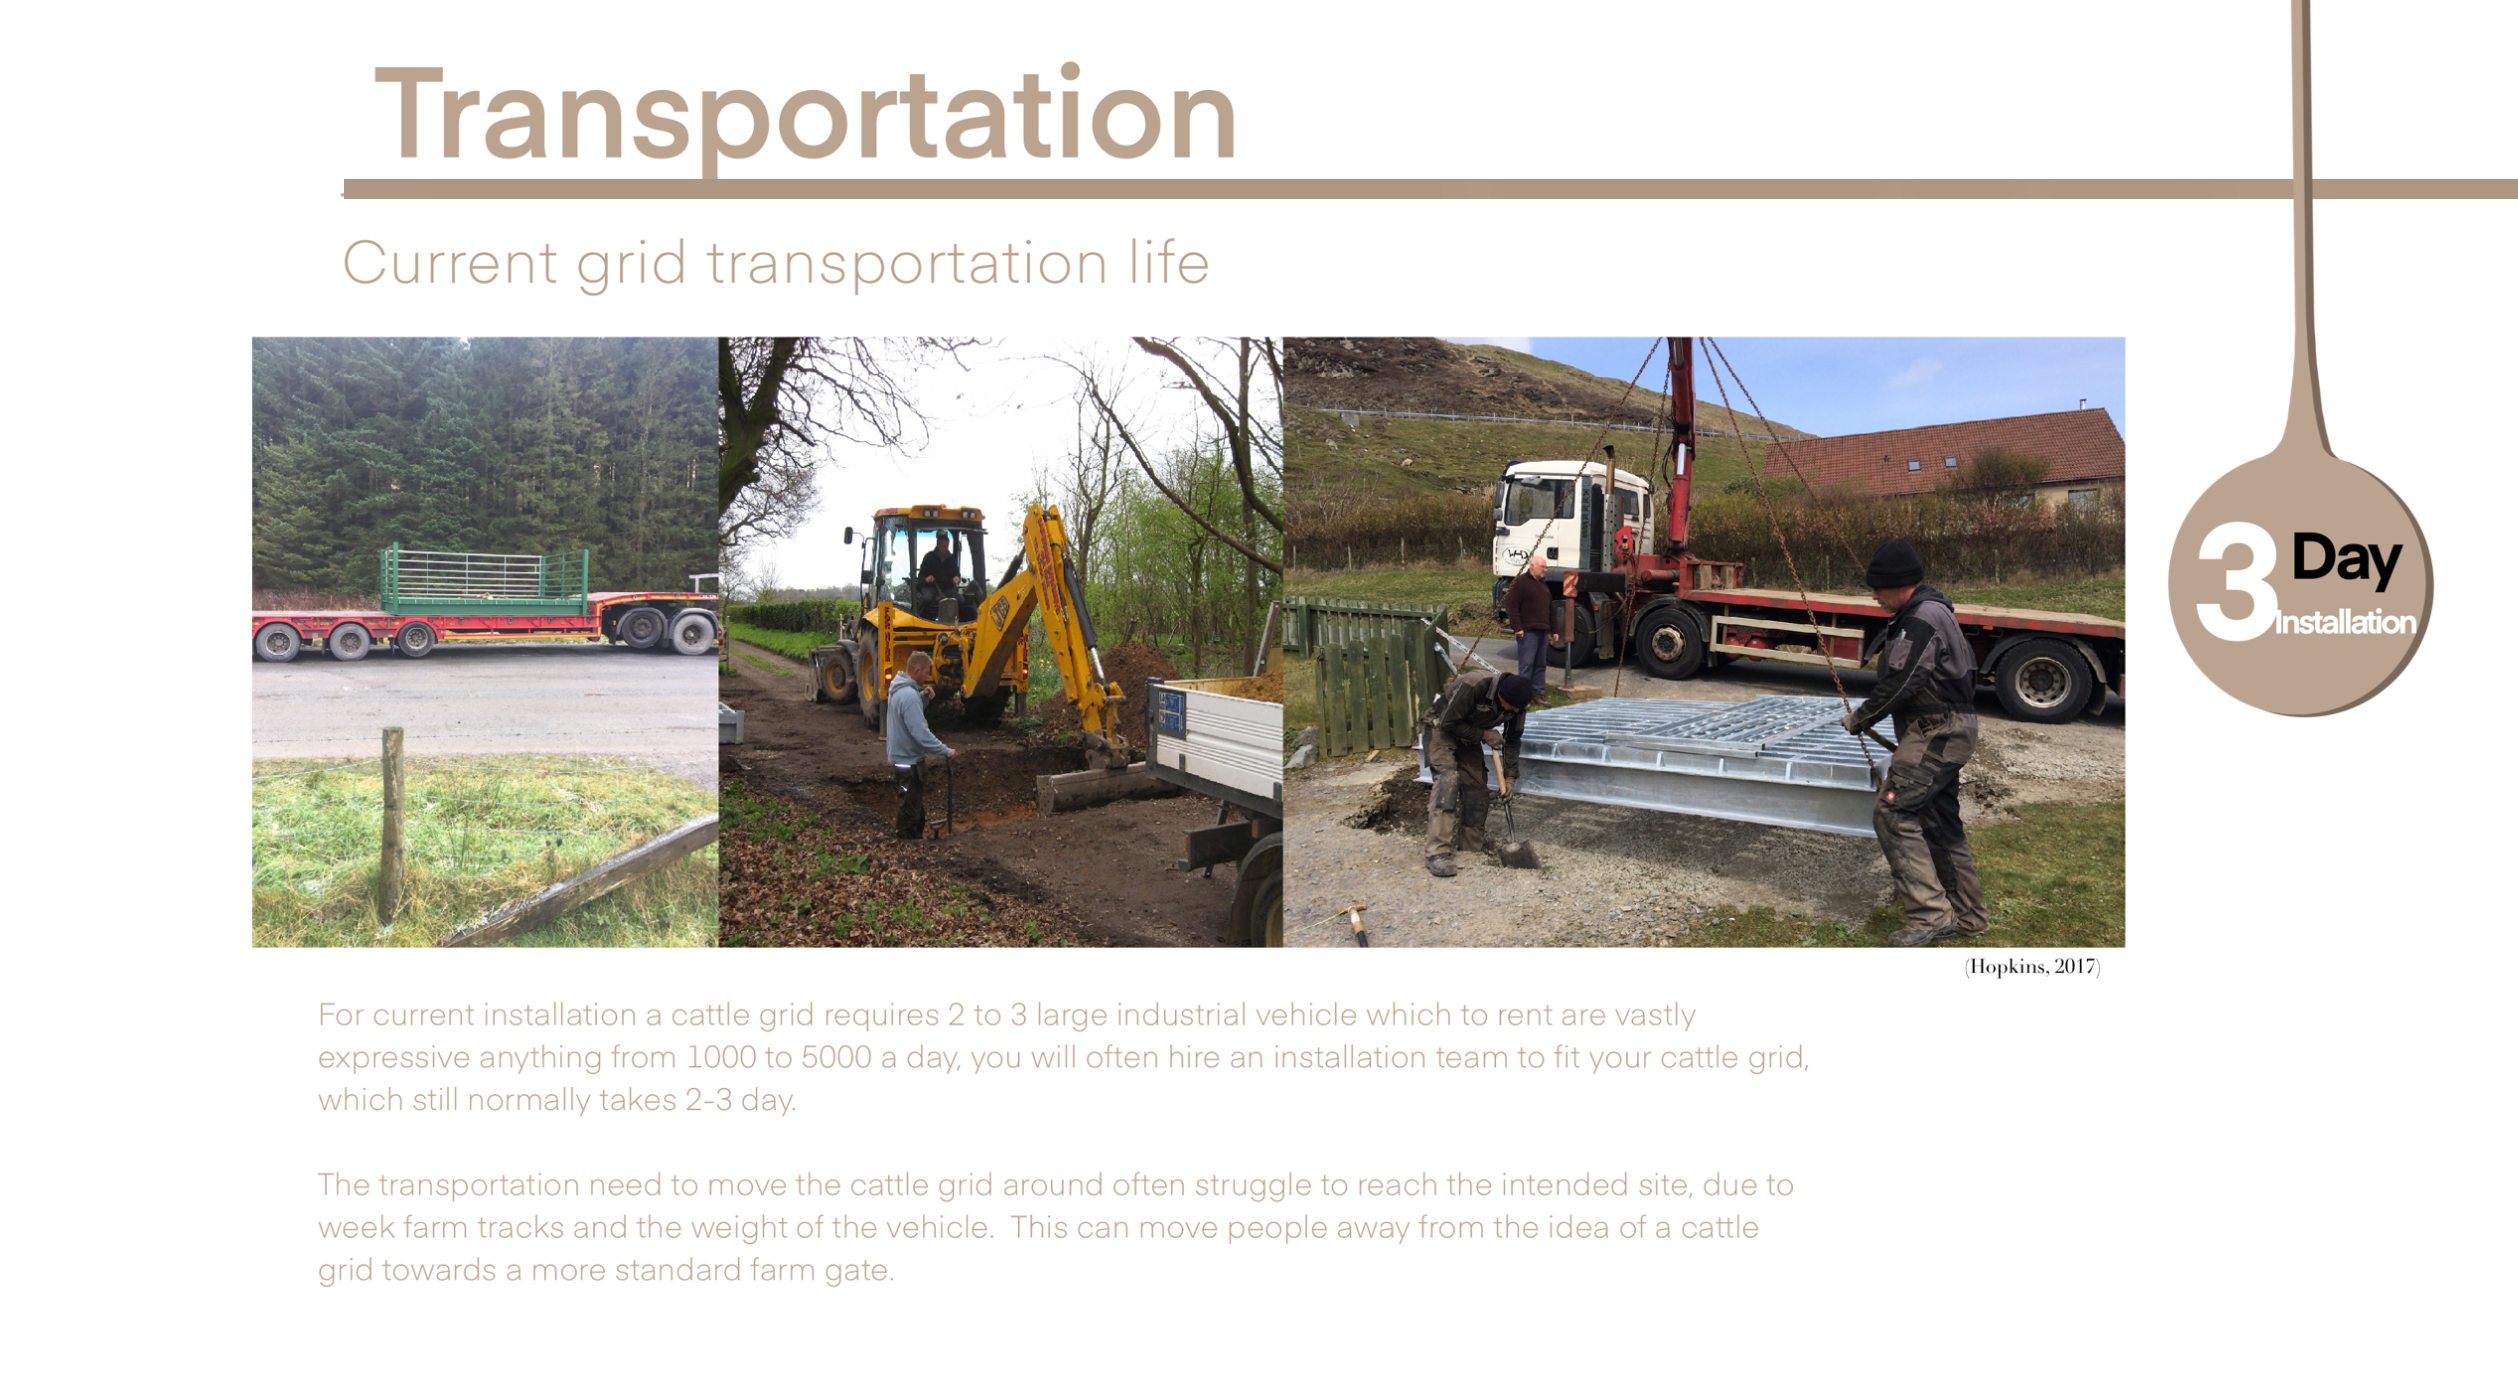 Transportation
Current grid transportation life
3 Day
Installation
(Hopkins, 2017)
For current installation a cattle grid requires 2 to 3 large industrial vehicle which to rent are vastly
expressive anything from 1000 to 5000 a day, you will often hire an installation team to fit your cattle grid,
which still normally takes 2-3 day.
The transportation need to move the cattle grid around often struggle to reach the intended site, due to
week farm tracks and the weight of the vehicle.  This can move people away from the idea of a cattle
grid towards a more standard farm gate.